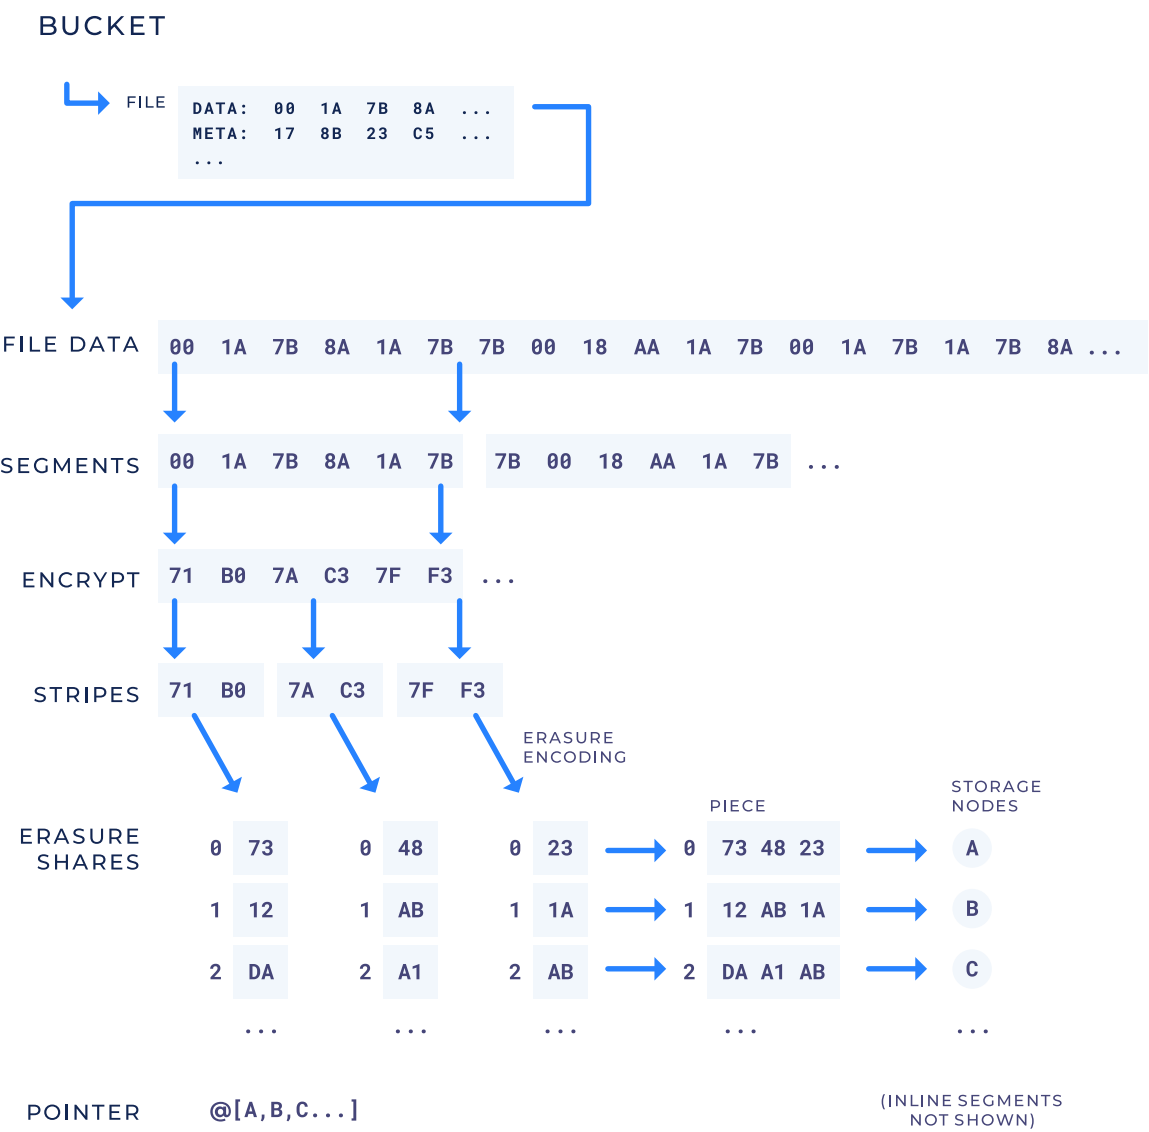 BUCKET
FILE
DATA: 00 1A 7B 8A ...
META: 17 8B 23 C5 ...
...
FILE DATA 00 1A 7B 8A 1A 7B 7B 00 18 AA 1A 7B 00 1A 7B 1A 7B 8A ...
SEGMENTS 00 1A 7B 8A 1A 7B 7B 00 18 AA 1A 7B ...
ENCRYPT 71 B0 7A C3 7F F3 ...
STRIPES 71 B0 7A C3 7F F3
ERASURE
ENCODING
PIECE
STORAGE
NODES
ERASURE
SHARES
0 73 0 48 0 23 0 73 48 23 A
1 12 1 AB 1 1A 1 12 AB 1A B
2 DA 2 A1 2 AB 2 DA A1 AB C
... ... ... ... ...
POINTER @[A,B,C...]
(INLINE SEGMENTS
NOT SHOWN)